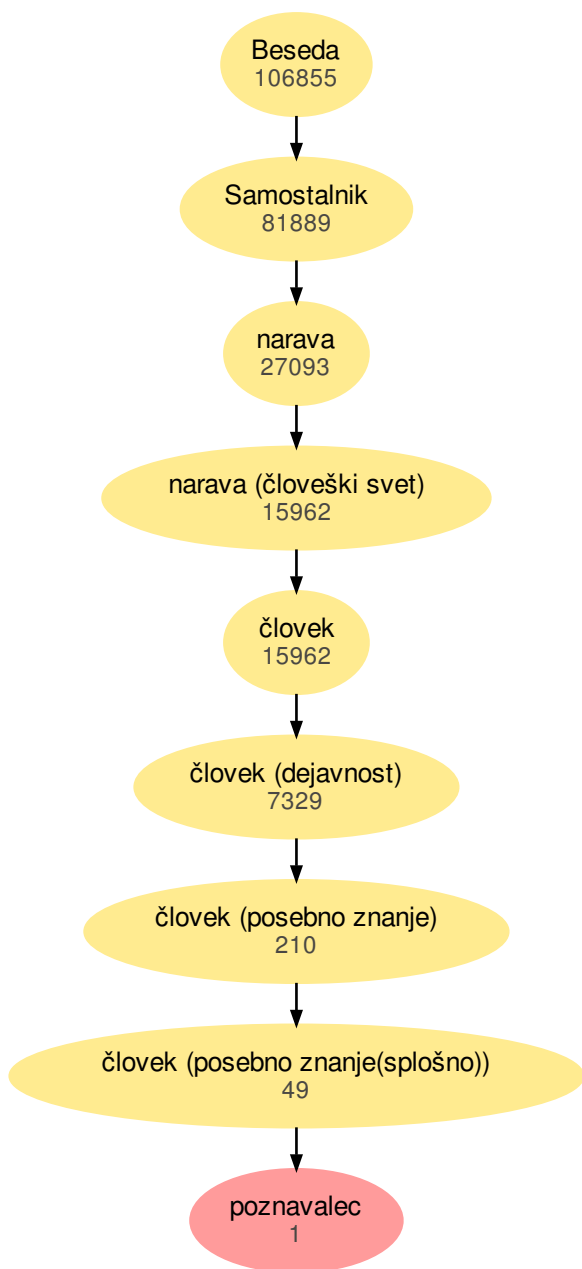 Beseda
106855
Samostalnik
81889
narava
27093
narava (človeški svet)
15962
človek
15962
človek (dejavnost)
7329
človek (posebno znanje)
210
človek (posebno znanje(splošno))
49
poznavalec
1